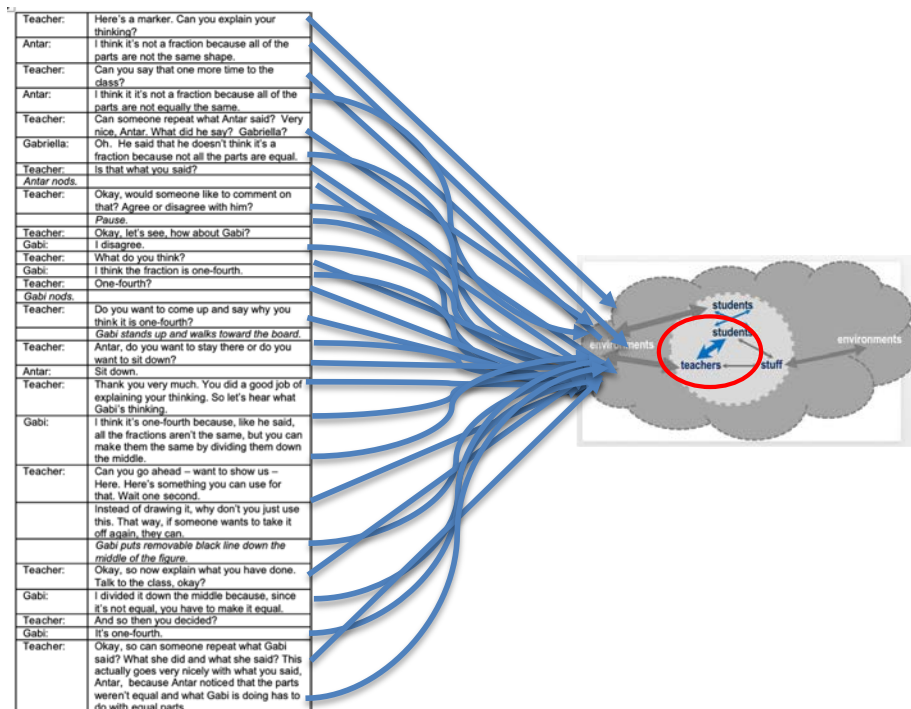 Teacher: Here's a marker. Can you explain your
thinking?
Antar: I think it's not a fraction because all of the
parts are not the same shape.
Teacher: Can you say that one more time to the
class?
Antar: I think it it's not a fraction because all of the
parts are not equally the same.
Teacher: Can someone repeat what Antar said? Very
nice, Antar. What did he say? Gabriella?
Gabriella: Oh. He said that he doesn't think it's a
fraction because not all the parts are equal.
Teacher: Is that what you said?
Antar nods.
Teacher: Okay, would someone like to comment on
that? Agree or disagree with him?
Pause.
Teacher: Okay, let's see, how about Gabi?
Gabi: I disagree.
Teacher: What do you think?
Gabi: I think the fraction is one-fourth.
Teacher: One-fourth?
Gabi nods.
Teacher: Do you want to come up and say why you
think it is one-fourth?
Gabi stands up and walks toward the board.
Teacher: Antar, do you want to stay there or do you
want to sit down?
Antar: Sit down.
Teacher: Thank you very much. You did a good job of
explaining your thinking. So let's hear what
Gabi's thinking.
Gabi: I think it's one-fourth because, like he said,
all the fractions aren't the same, but you can
make them the same by dividing them down
the middle.
Teacher: Can you go ahead – want to show us –
Here. Here's something you can use for
that. Wait one second.
Instead of drawing it, why don't you just use
this. That way, if someone wants to take it
off again, they can.
Gabi puts removable black line down the
middle of the figure.
Teacher: Okay, so now explain what you have done.
Talk to the class, okay?
Gabi: I divided it down the middle because, since
it's not equal, you have to make it equal.
Teacher: And so then you decided?
Gabi: It's one-fourth.
Teacher: Okay, so can someone repeat what Gabi
said? What she did and what she said? This
actually goes very nicely with what you said,
Antar, because Antar noticed that the parts
weren't equal and what Gabi is doing has to
do with equal parts
students
students
environments
environments
teachers
stuff